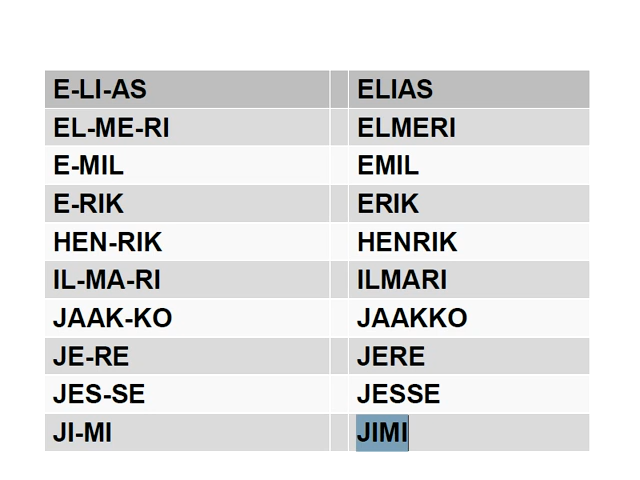 E-LI-AS ELIAS
EL-ME-RI ELMERI
E-MIL EMIL
E-RIK ERIK
HEN-RIK HENRIK
IL-MA-RI ILMARI
JAAK-KO JAAKKO
JE-RE JERE
JES-SE JESSE
JI-MI JIMI